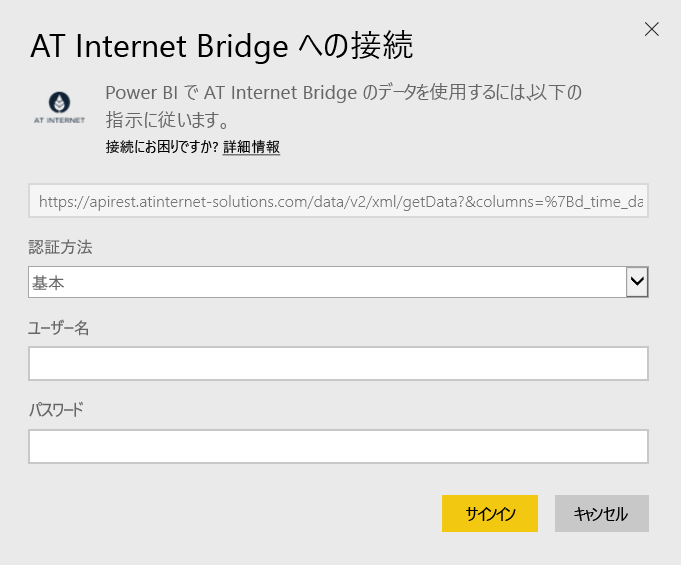 AT Internet Bridge への接続
Power BI で AT Internet Bridge のデータを使用するには、以下の
指示に従います。
AT INTERNET
接続にお困りですか? 詳細情報
https://apirest.atinternet-solutions.com/data/v2/xml/getData?&columns=%7Bd_time_da
認証方法
基本
ユーザー名
パスワード
サインイン キャンセル